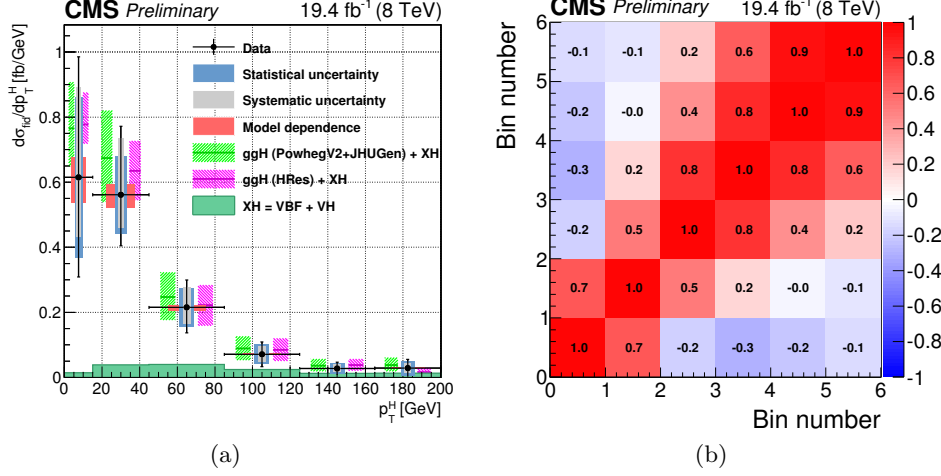 CMS Preliminary 19.4 fb⁻¹ (8 TeV)
dσ_fid/dp_T^H [fb/GeV]
1
0.8
0.6
0.4
0.2
0
Data
Statistical uncertainty
Systematic uncertainty
Model dependence
ggH (PowhegV2+JHUGen) + XH
ggH (HRes) + XH
XH = VBF + VH
0 20 40 60 80 100 120 140 160 180 200
p_T^H [GeV]
(a)
CMS Preliminary 19.4 fb⁻¹ (8 TeV)
Bin number
6
5
4
3
2
1
0
-0.1 -0.1 0.2 0.6 0.9 1.0
-0.2 -0.0 0.4 0.8 1.0 0.9
-0.3 0.2 0.8 1.0 0.8 0.6
-0.2 0.5 1.0 0.8 0.4 0.2
0.7 1.0 0.5 0.2 -0.0 -0.1
1.0 0.7 -0.2 -0.3 -0.2 -0.1
0 1 2 3 4 5 6
Bin number
1
0.8
0.6
0.4
0.2
0
-0.2
-0.4
-0.6
-0.8
-1
(b)